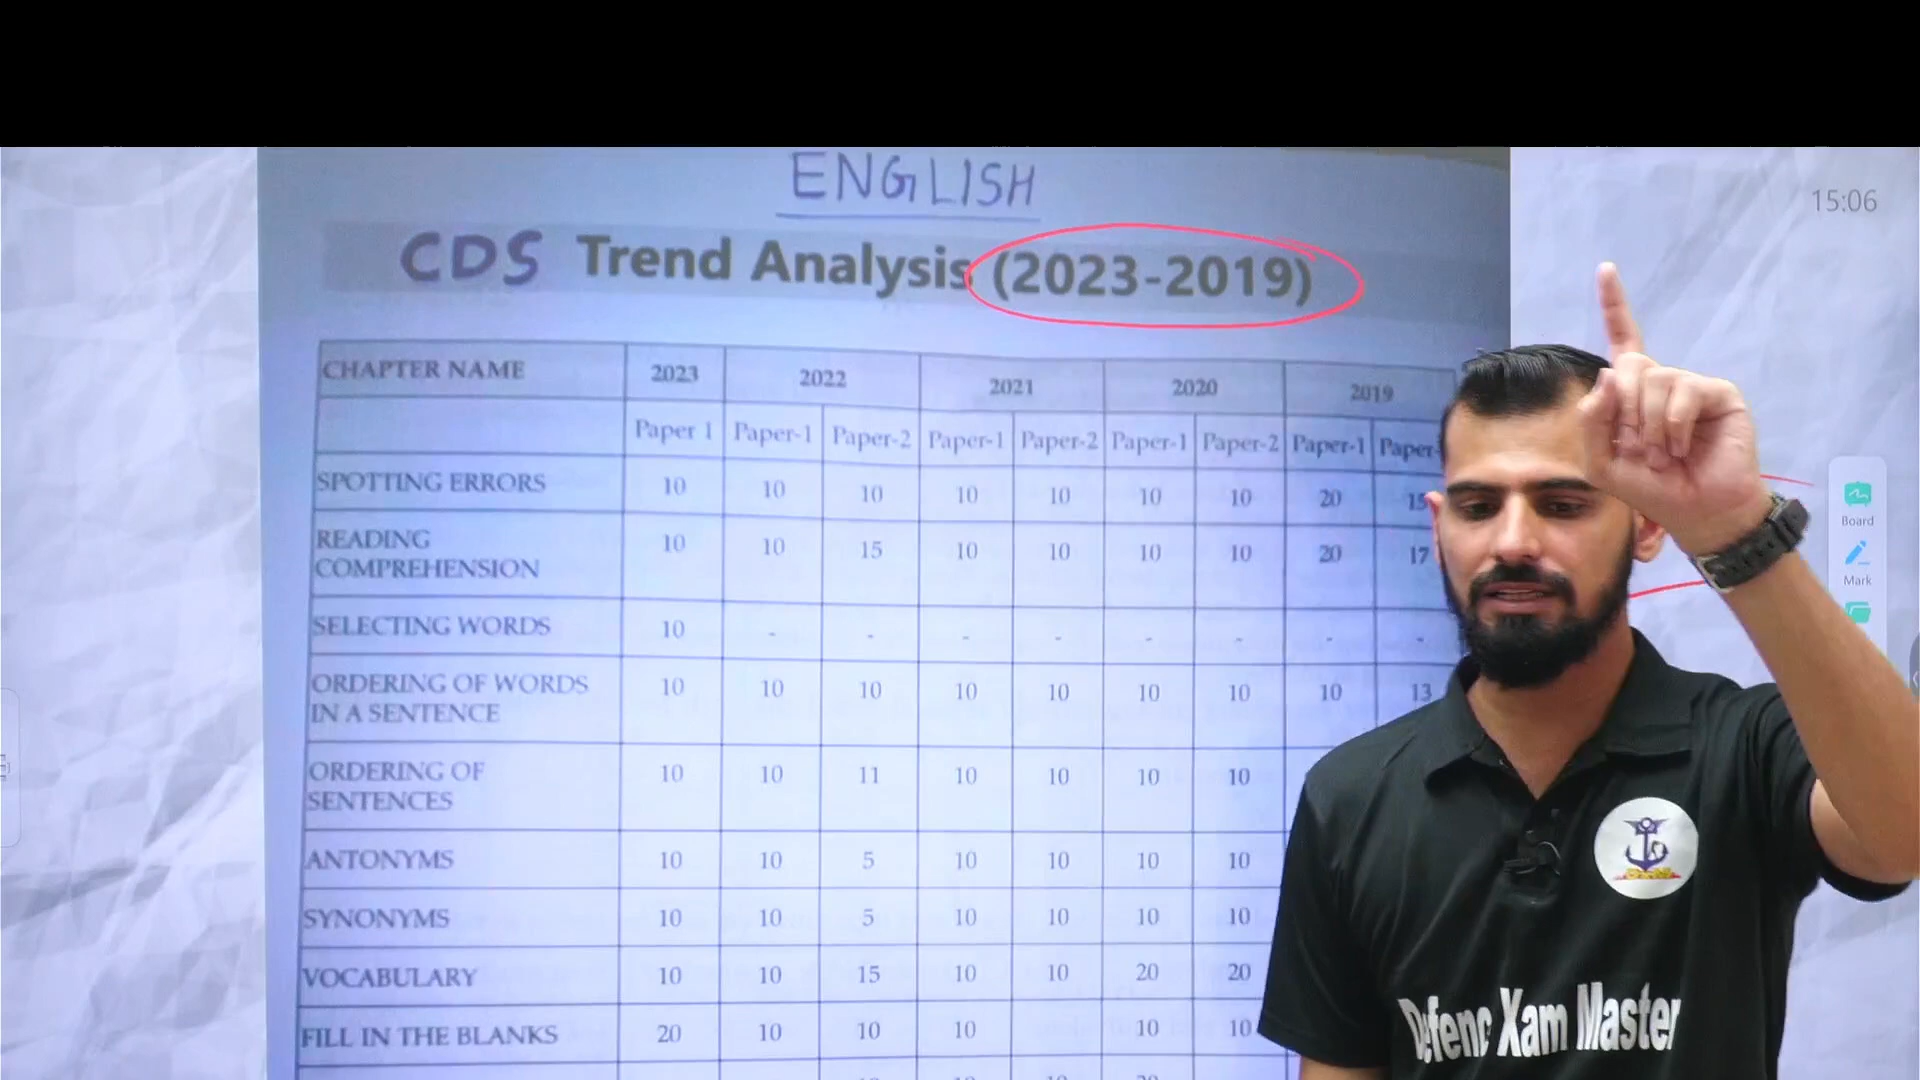 ENGLISH
15:06
CDS Trend Analysis (2023-2019)
CHAPTER NAME 2023 2022 2021 2020 2019
Paper 1 Paper-1 Paper-2 Paper-1 Paper-2 Paper-1 Paper-2 Paper-1 Paper-
SPOTTING ERRORS 10 10 10 10 10 10 10 20 15
READING
COMPREHENSION 10 10 15 10 10 10 10 20 17
SELECTING WORDS 10 - - - - - - - -
ORDERING OF WORDS
IN A SENTENCE 10 10 10 10 10 10 10 10 13
ORDERING OF
SENTENCES 10 10 11 10 10 10 10
ANTONYMS 10 10 5 10 10 10 10
SYNONYMS 10 10 5 10 10 10 10
VOCABULARY 10 10 15 10 10 20 20
FILL IN THE BLANKS 20 10 10 10 10 10
Board
Mark
Defenc Xam Master